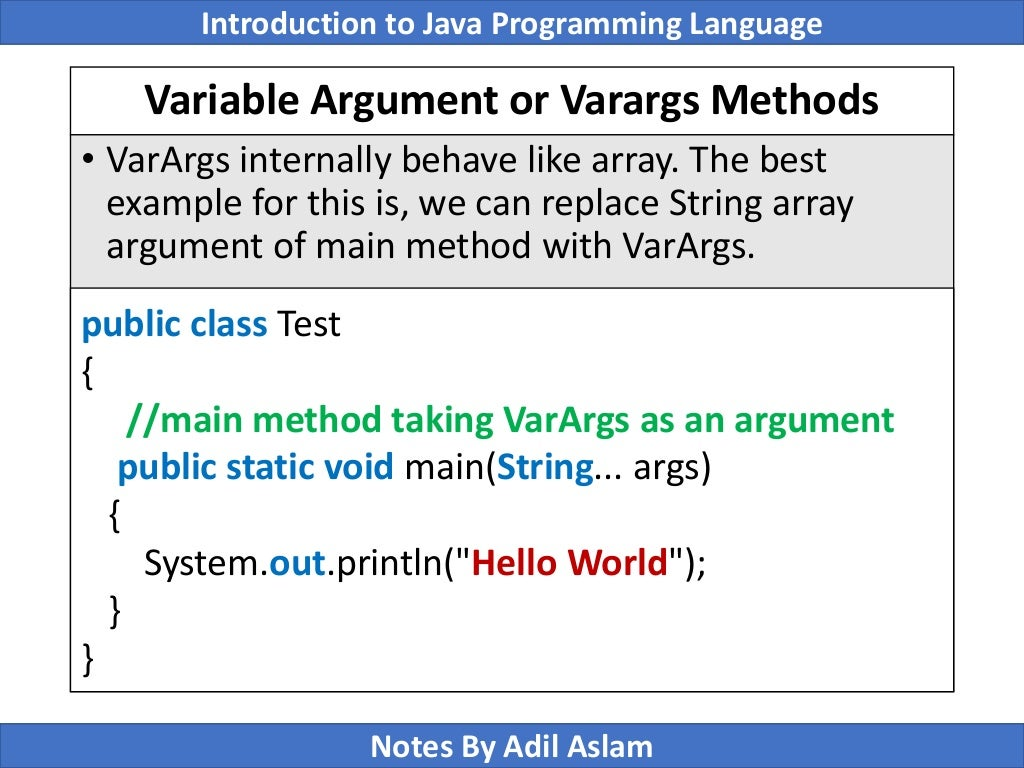 Introduction to Java Programming Language
Variable Argument or Varargs Methods
• VarArgs internally behave like array. The best
example for this is, we can replace String array
argument of main method with VarArgs.
public class Test
{
//main method taking VarArgs as an argument
public static void main(String... args)
{
System.out.println("Hello World");
}
}
Notes By Adil Aslam